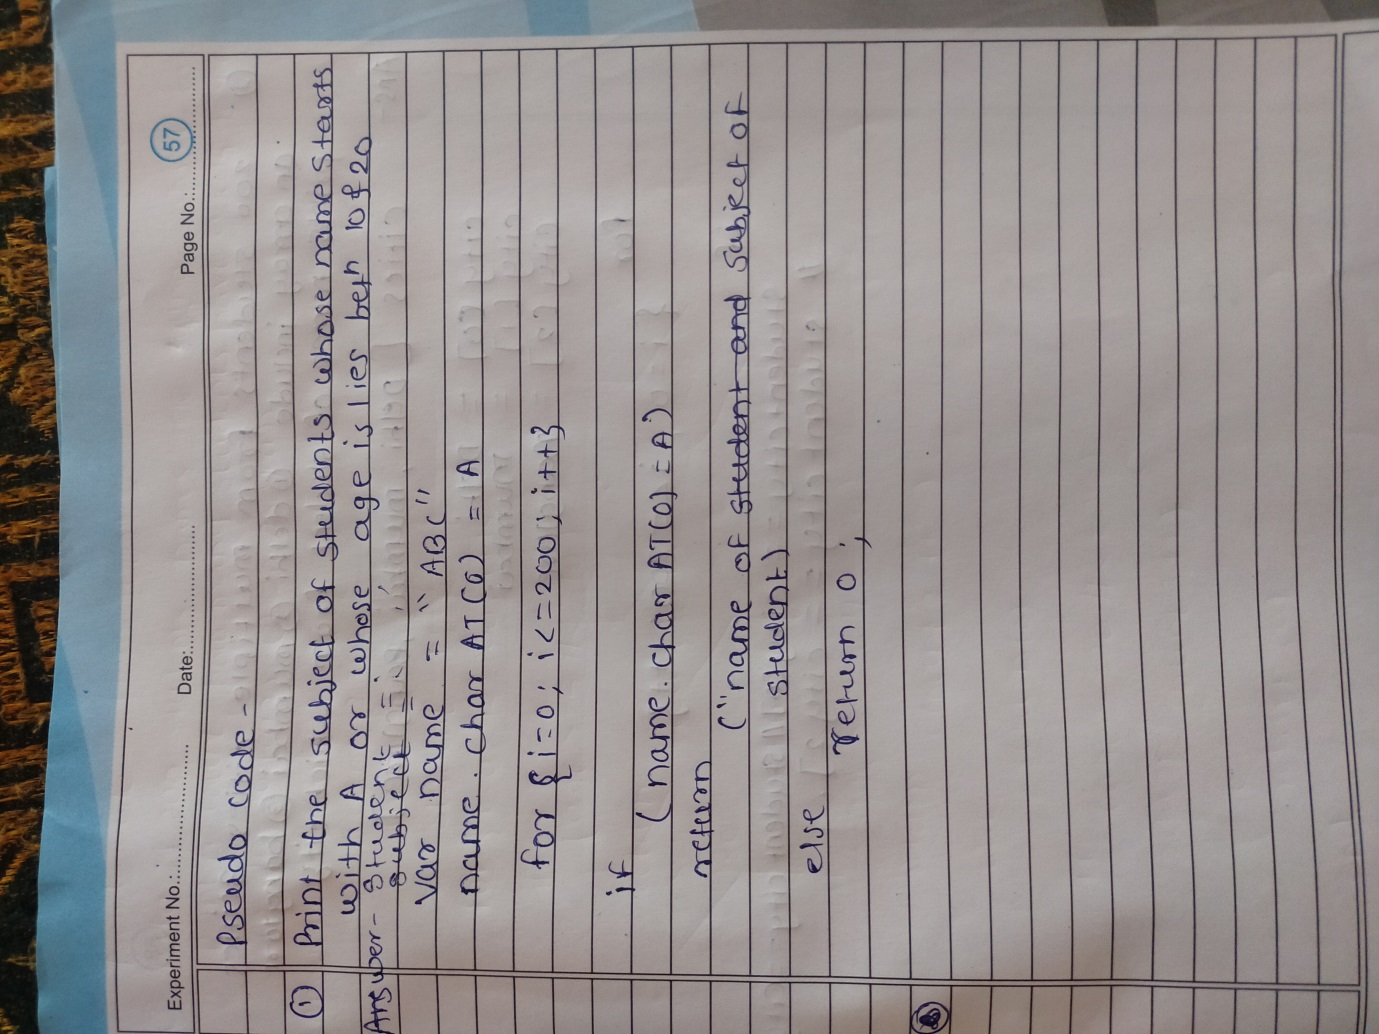 Experiment No.: Date: Page No.: 57
Pseudo code -
① Print the subject of students whose name starts
with A or whose age is lies betn 10 & 20
Answer - Student =
subject =
var name = "ABC"
name.char AT(0) = A
for {i=0; i<=200; i++}
if
(name.char AT(0) = A)
return
("name of student and subject of
student)
else
return 0;